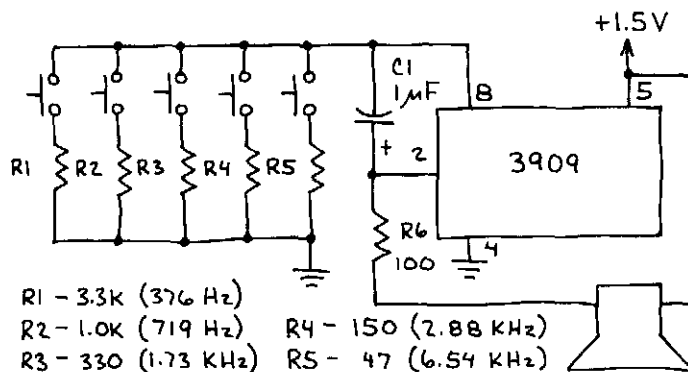 +1.5V
C1
1µF
8
5
+
2
3909
R1 R2 R3 R4 R5
R6
100
4
R1 - 3.3K (376 Hz)
R2 - 1.0K (719 Hz) R4 - 150 (2.88 KHz)
R3 - 330 (1.73 KHz) R5 - 47 (6.54 KHz)